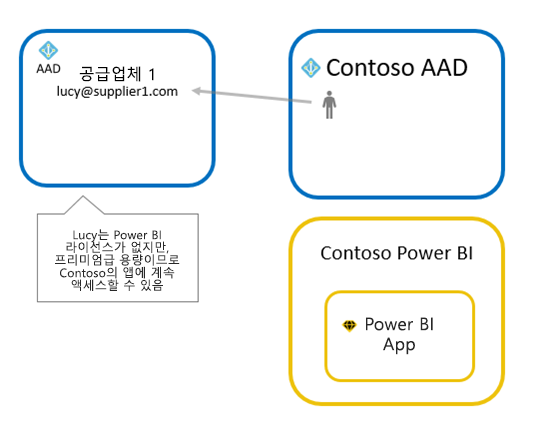 AAD
공급업체 1
lucy@supplier1.com
Contoso AAD
Lucy는 Power BI
라이선스가 없지만,
프리미엄급 용량이므로
Contoso의 앱에 계속
액세스할 수 있음
Contoso Power BI
Power BI
App